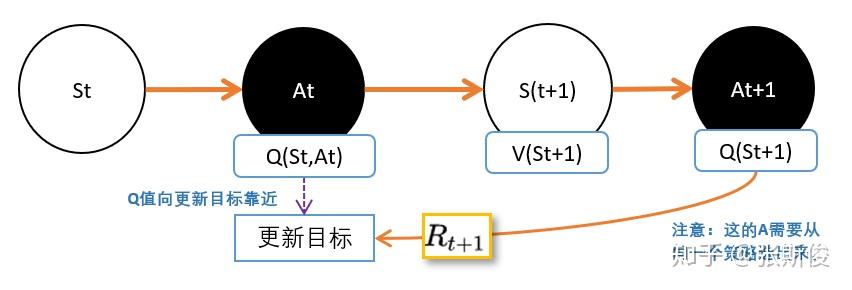 St
At
S(t+1)
At+1
Q(St,At)
V(St+1)
Q(St+1)
Q值向更新目标靠近
更新目标
Rt+1
注意：这的A需要从
知乎 @张斯俊